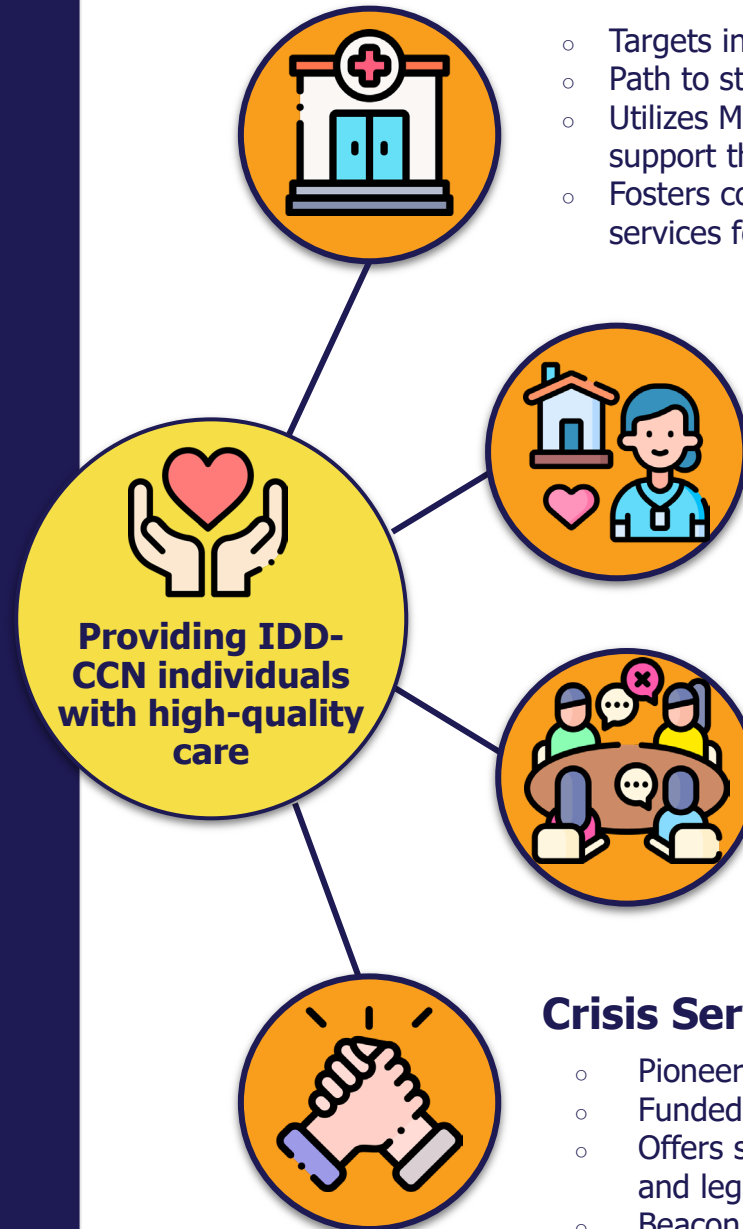 ○ Targets in
○ Path to st
○ Utilizes M
support th
○ Fosters co
services fo
Providing IDD-
CCN individuals
with high-quality
care
Crisis Ser
○ Pioneer
○ Funded
○ Offers s
and leg
○ Beacon